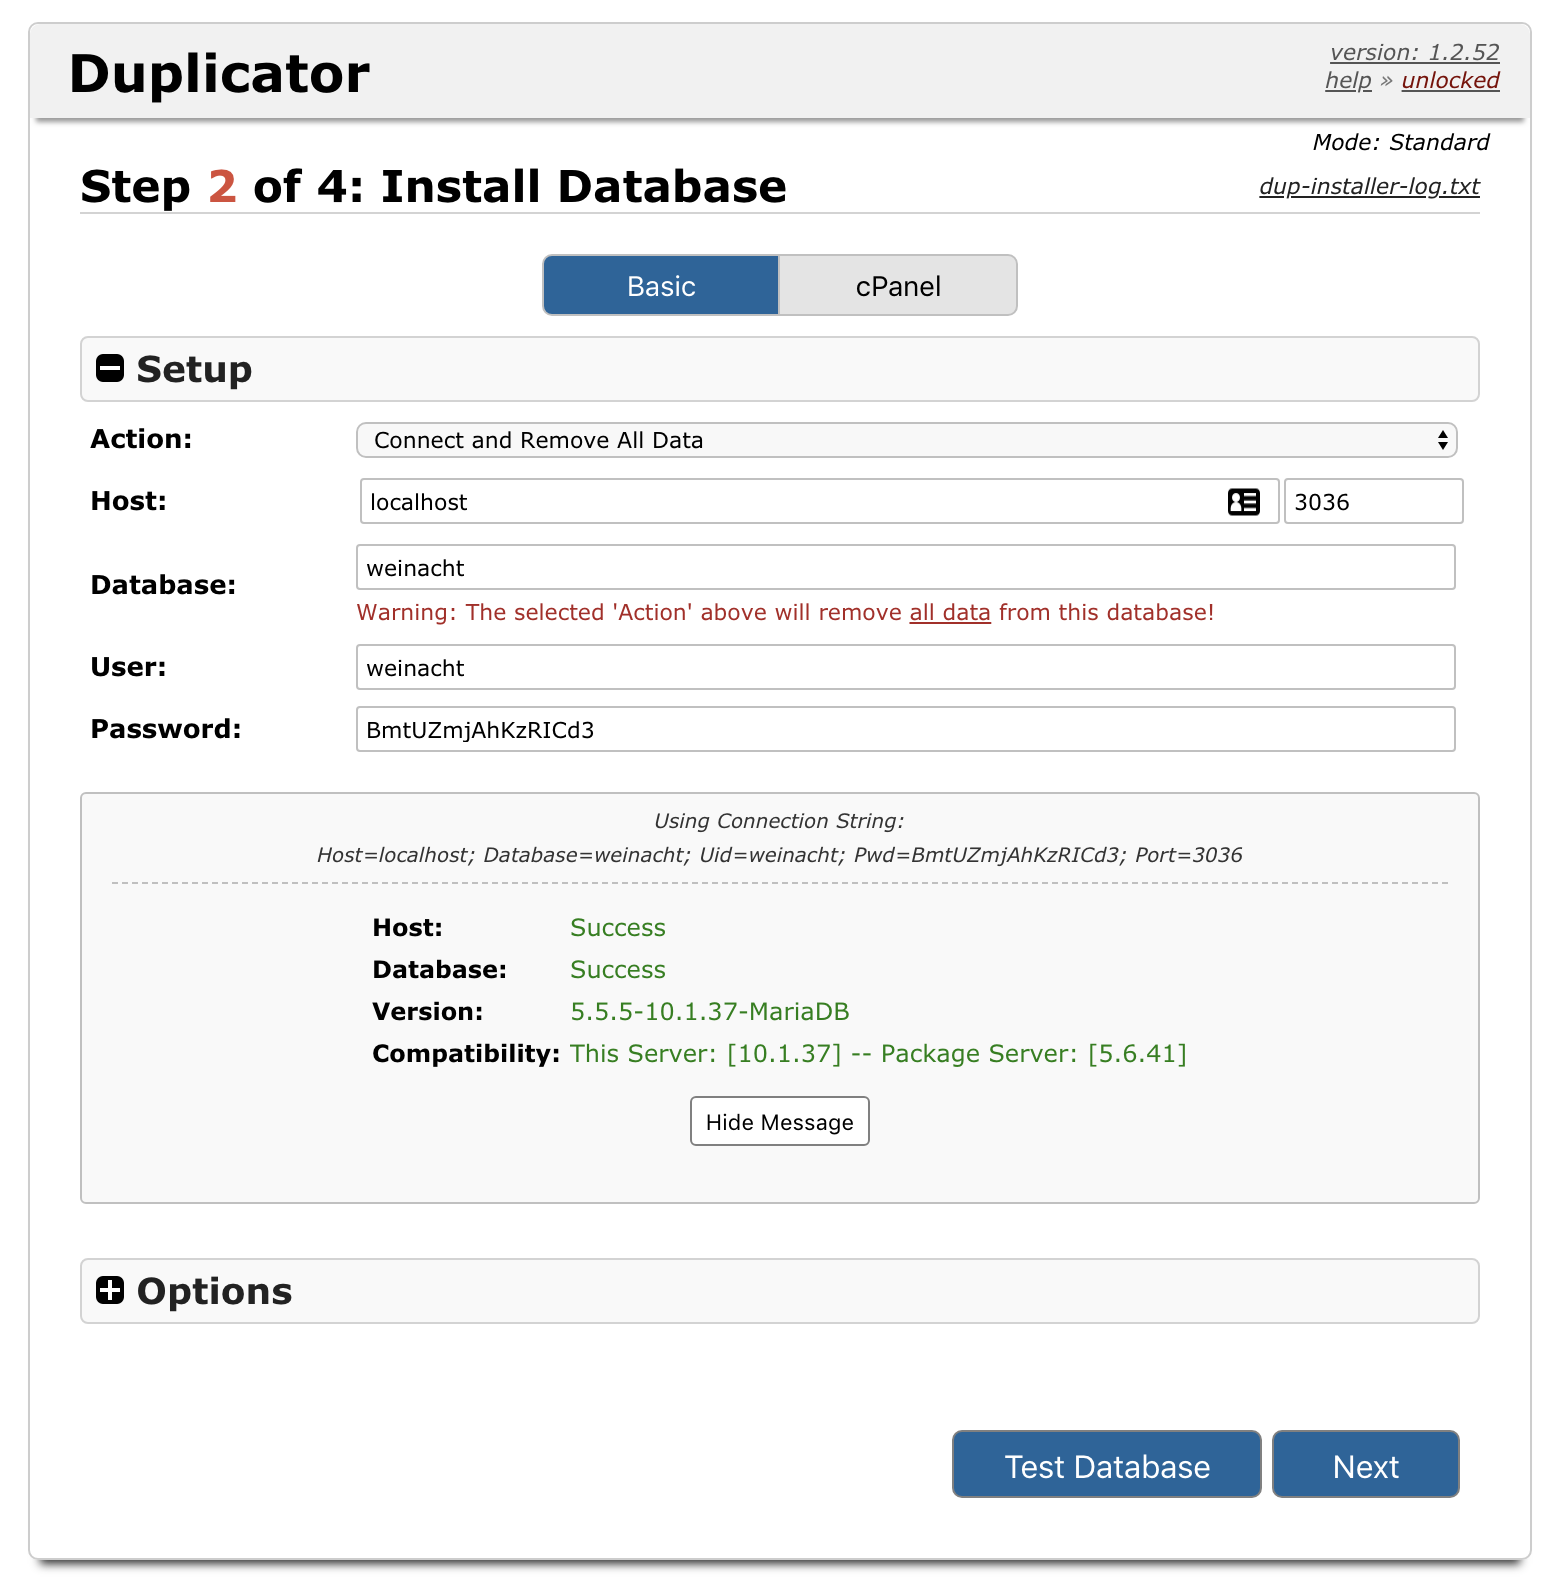 Duplicator
version: 1.2.52
help » unlocked
Mode: Standard
Step 2 of 4: Install Database
dup-installer-log.txt
Basic
cPanel
Setup
Action:
Connect and Remove All Data
Host:
localhost
3036
Database:
weinacht
Warning: The selected 'Action' above will remove all data from this database!
User:
weinacht
Password:
BmtUZmjAhKzRICd3
Using Connection String:
Host=localhost; Database=weinacht; Uid=weinacht; Pwd=BmtUZmjAhKzRICd3; Port=3036
Host: Success
Database: Success
Version: 5.5.5-10.1.37-MariaDB
Compatibility: This Server: [10.1.37] -- Package Server: [5.6.41]
Hide Message
Options
Test Database
Next